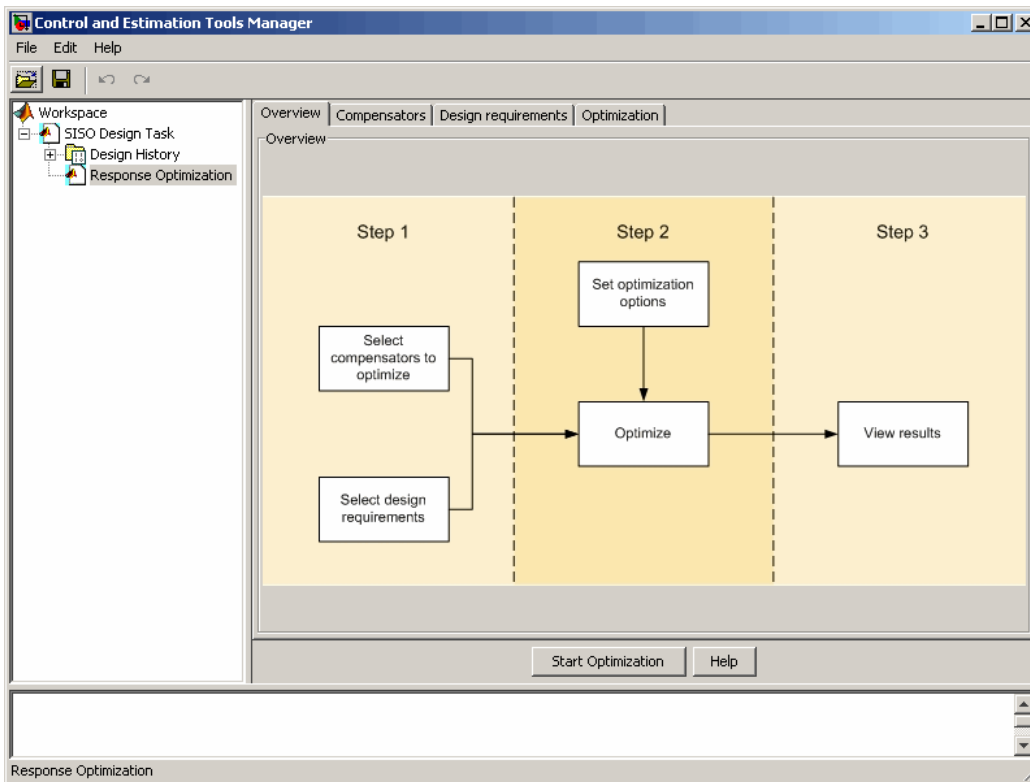 Control and Estimation Tools Manager
File Edit Help
Workspace
SISO Design Task
Design History
Response Optimization
Overview Compensators Design requirements Optimization
Overview
Step 1
Step 2
Step 3
Set optimization
options
Select
compensators to
optimize
Optimize
View results
Select design
requirements
Start Optimization Help
Response Optimization